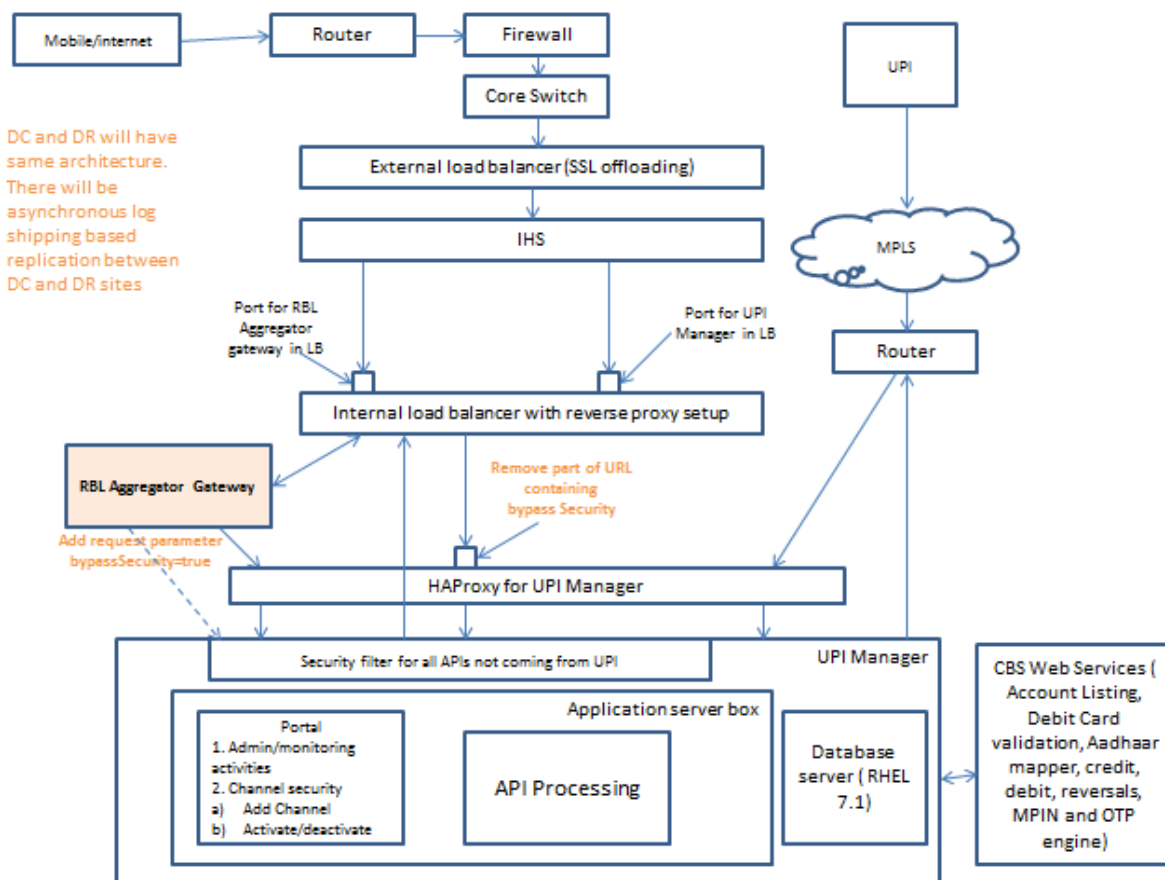 Mobile/internet
Router
Firewall
UPI
Core Switch
DC and DR will have
same architecture.
There will be
asynchronous log
shipping based
replication between
DC and DR sites
External load balancer (SSL offloading)
IHS
MPLS
Port for RBL
Aggregator
gateway in LB
Port for UPI
Manager in LB
Router
Internal load balancer with reverse proxy setup
RBL Aggregator Gateway
Remove part of URL
containing
bypass Security
Add request parameter
bypassSecurity=true
HAProxy for UPI Manager
Security filter for all APIs not coming from UPI
UPI Manager
Application server box
Portal
1. Admin/monitoring
activities
2. Channel security
a) Add Channel
b) Activate/deactivate
API Processing
Database
server ( RHEL
7.1)
CBS Web Services (
Account Listing,
Debit Card
validation, Aadhaar
mapper, credit,
debit, reversals,
MPIN and OTP
engine)